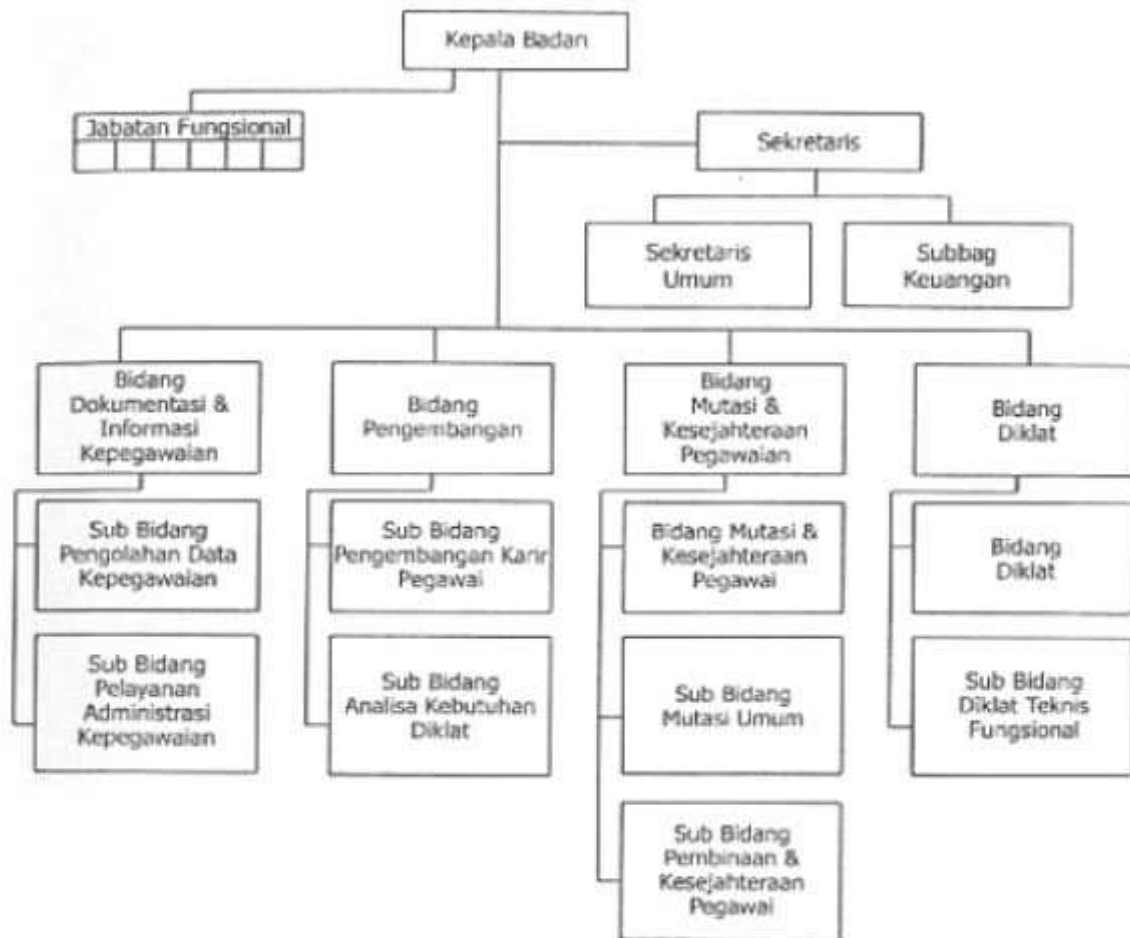 Kepala Badan
Jabatan Fungsional
Sekretaris
Sekretaris
Umum
Subbag
Keuangan
Bidang
Dokumentasi &
Informasi
Kepegawaian
Bidang
Pengembangan
Bidang
Mutasi &
Kesejahteraan
Pegawaian
Bidang
Diklat
Sub Bidang
Pengolahan Data
Kepegawaian
Sub Bidang
Pengembangan Karir
Pegawai
Bidang Mutasi &
Kesejahteraan
Pegawai
Bidang
Diklat
Sub Bidang
Pelayanan
Administrasi
Kepegawaian
Sub Bidang
Analisa Kebutuhan
Diklat
Sub Bidang
Mutasi Umum
Sub Bidang
Diklat Teknis
Fungsional
Sub Bidang
Pembinaan &
Kesejahteraan
Pegawai